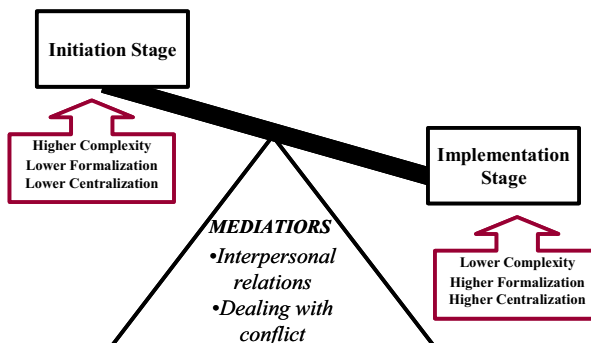 Initiation Stage
Higher Complexity
Lower Formalization
Lower Centralization
Implementation
Stage
MEDIATIORS
•Interpersonal
relations
•Dealing with
conflict
Lower Complexity
Higher Formalization
Higher Centralization